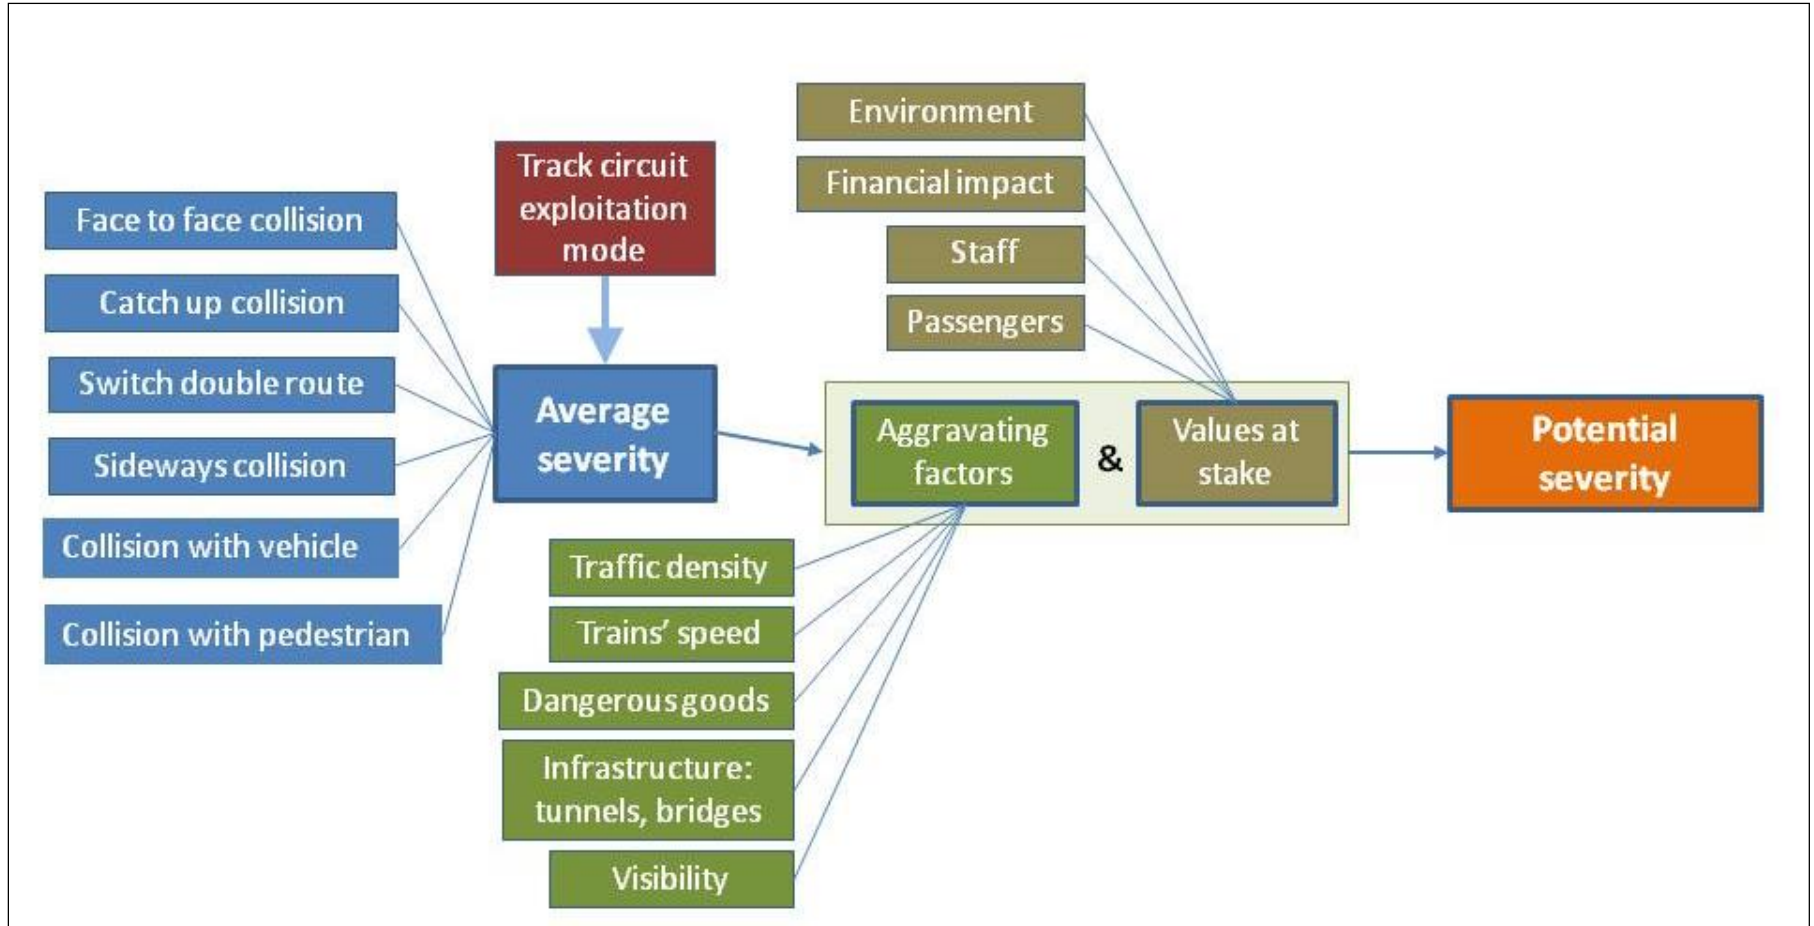 Environment
Financial impact
Staff
Passengers
Track circuit
exploitation
mode
Face to face collision
Catch up collision
Switch double route
Sideways collision
Collision with vehicle
Collision with pedestrian
Average
severity
Aggravating
factors
&
Values at
stake
Potential
severity
Traffic density
Trains’ speed
Dangerous goods
Infrastructure:
tunnels, bridges
Visibility